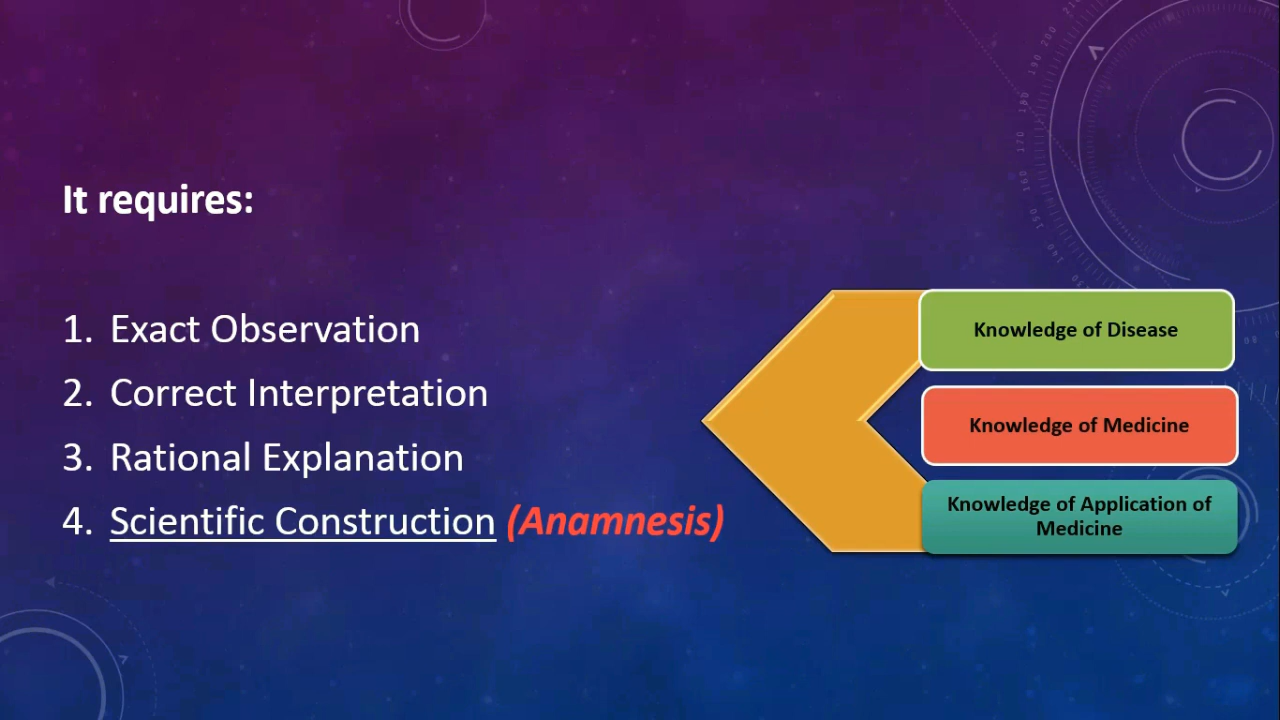 It requires:
1. Exact Observation
2. Correct Interpretation
3. Rational Explanation
4. Scientific Construction (Anamnesis)
Knowledge of Disease
Knowledge of Medicine
Knowledge of Application of
Medicine